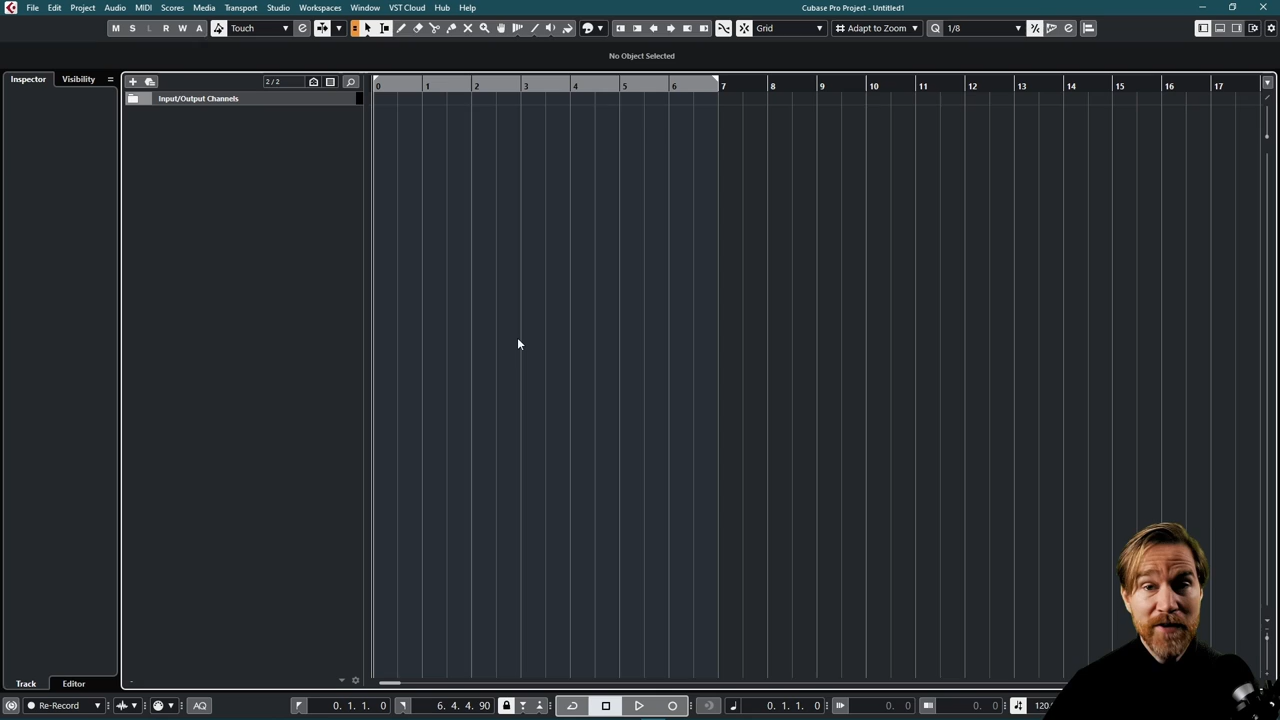 File Edit Project Audio MIDI Scores Media Transport Studio Workspaces Window VST Cloud Hub Help
Cubase Pro Project - Untitled1
M S L R W A Touch Grid Adapt to Zoom Q 1/8
No Object Selected
Inspector Visibility 2 / 2
0 1 2 3 4 5 6 7 8 9 10 11 12 13 14 15 16 17
Input/Output Channels
Track Editor
Re-Record AQ 0. 1. 1. 0 6. 4. 4. 90 0. 1. 1. 0 0. 0 0. 0 120